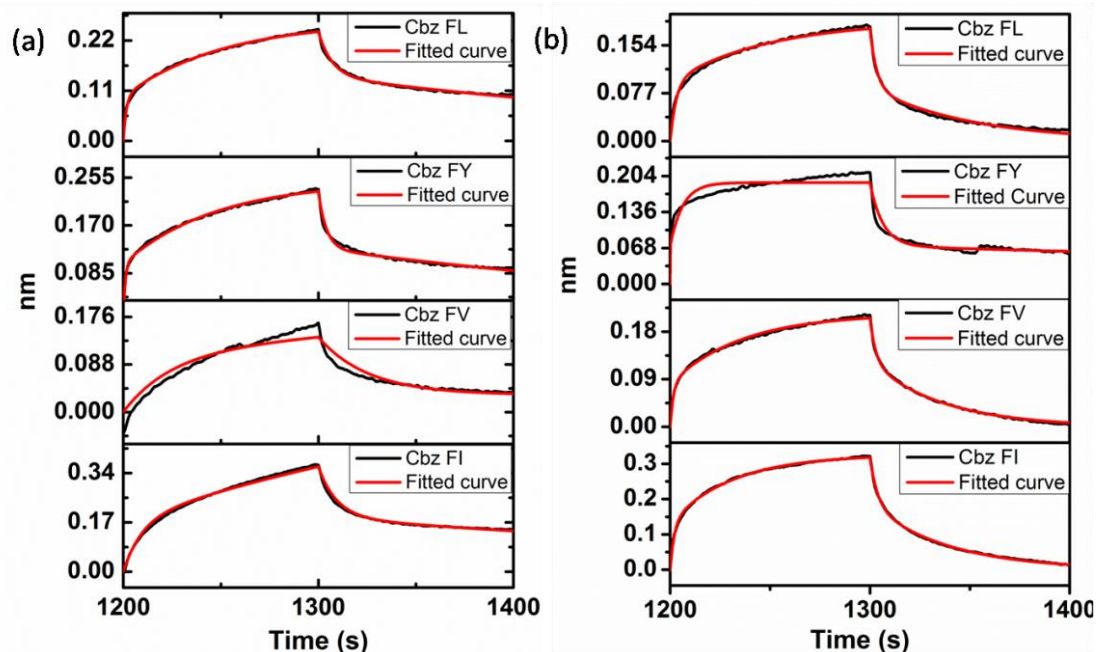 (a)
Cbz FL
Fitted curve
0.22
0.11
0.00
Cbz FY
Fitted curve
0.255
0.170
0.085
Cbz FV
Fitted curve
0.176
0.088
0.000
Cbz FI
Fitted curve
0.34
0.17
0.00
nm
1200
1300
1400
Time (s)
(b)
Cbz FL
Fitted curve
0.154
0.077
0.000
Cbz FY
Fitted Curve
0.204
0.136
0.068
0.000
Cbz FV
Fitted curve
0.18
0.09
0.00
Cbz FI
Fitted curve
0.3
0.2
0.1
0.0
nm
1200
1300
1400
Time (s)